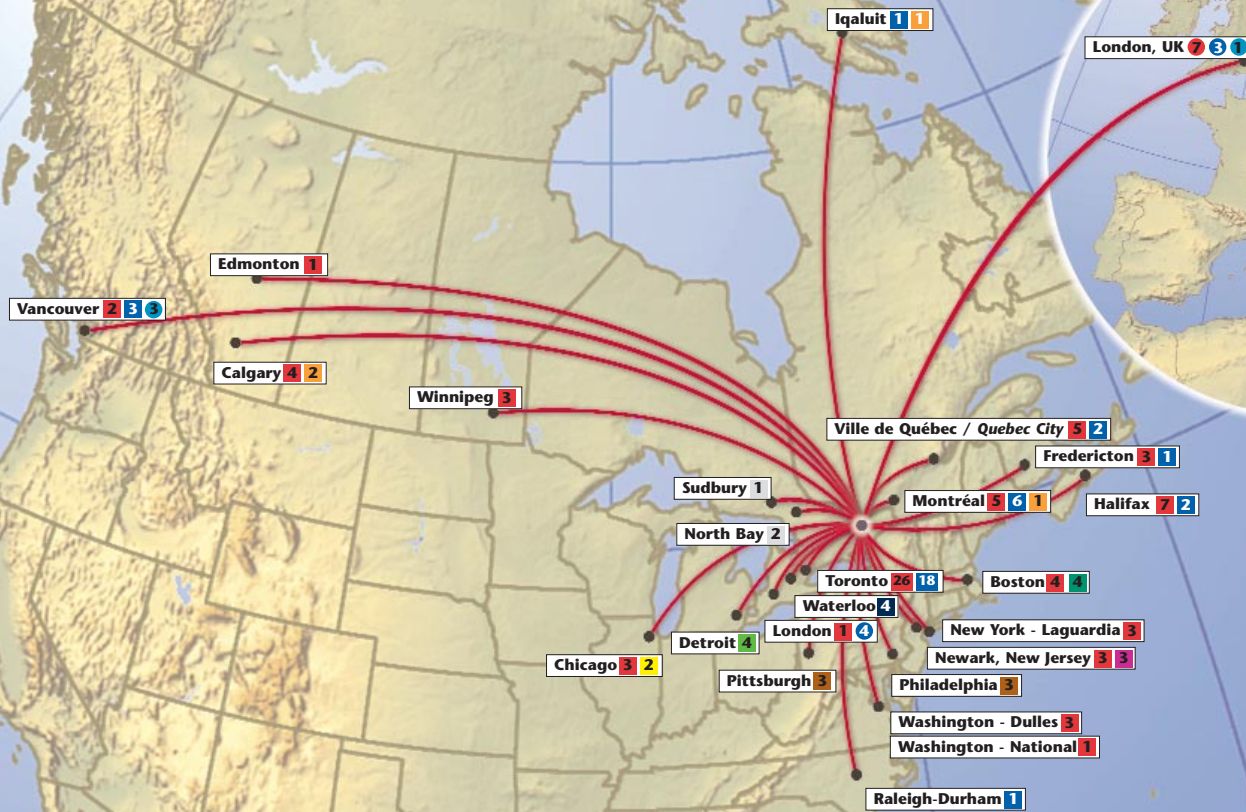 Iqaluit 1 1
London, UK 7 3 1
Edmonton 1
Vancouver 2 3 3
Calgary 4 2
Winnipeg 3
Ville de Québec / Quebec City 5 2
Fredericton 3 1
Sudbury 1
Montréal 5 6 1
Halifax 7 2
North Bay 2
Toronto 26 18
Boston 4 4
Waterloo 4
London 1 4
New York - Laguardia 3
Detroit 4
Chicago 3 2
Newark, New Jersey 3 3
Pittsburgh 3
Philadelphia 3
Washington - Dulles 3
Washington - National 1
Raleigh-Durham 1